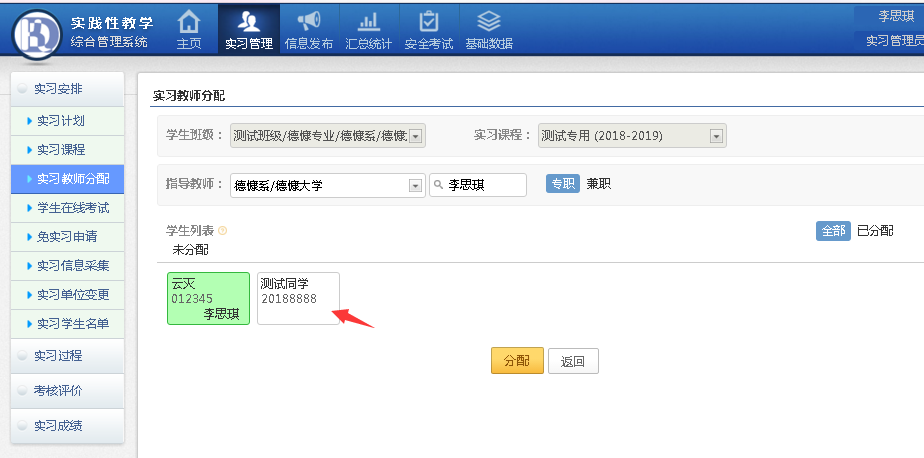 实践性教学
综合管理系统
主页
实习管理
信息发布
汇总统计
安全考试
基础数据
李思琪
实习管理员
实习安排
实习计划
实习课程
实习教师分配
学生在线考试
免实习申请
实习信息采集
实习单位变更
实习学生名单
实习过程
考核评价
实习成绩
实习教师分配
学生班级： 测试班级/德慷专业/德慷系/德慷
实习课程： 测试专用 (2018-2019)
指导教师： 德慷系/德慷大学 李思琪 专职 兼职
学生列表
全部 已分配
未分配
云灭
012345
李思琪
测试同学
20188888
分配 返回